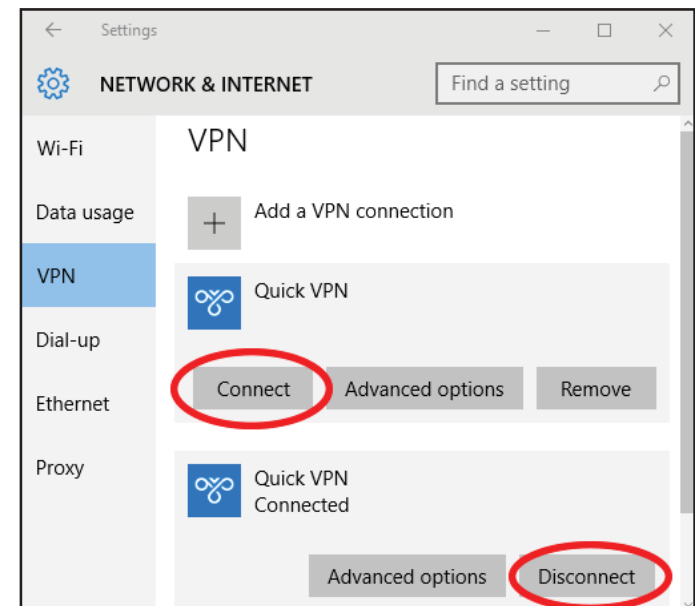 Settings
NETWORK & INTERNET
Find a setting
Wi-Fi
Data usage
VPN
Dial-up
Ethernet
Proxy
VPN
Add a VPN connection
Quick VPN
Connect Advanced options Remove
Quick VPN
Connected
Advanced options Disconnect